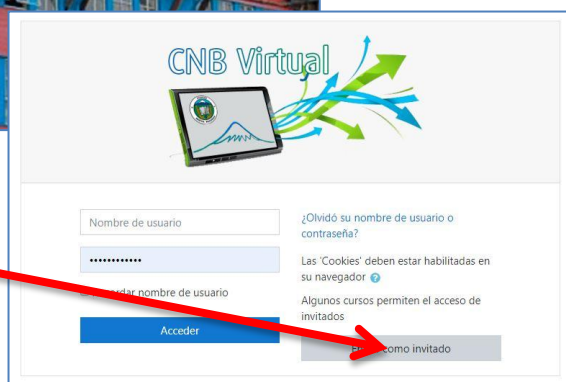 CNB Virtual
Nombre de usuario
••••••••••••
nombre de usuario
Acceder
¿Olvidó su nombre de usuario o
contraseña?
Las 'Cookies' deben estar habilitadas en
su navegador
Algunos cursos permiten el acceso de
invitados
como invitado